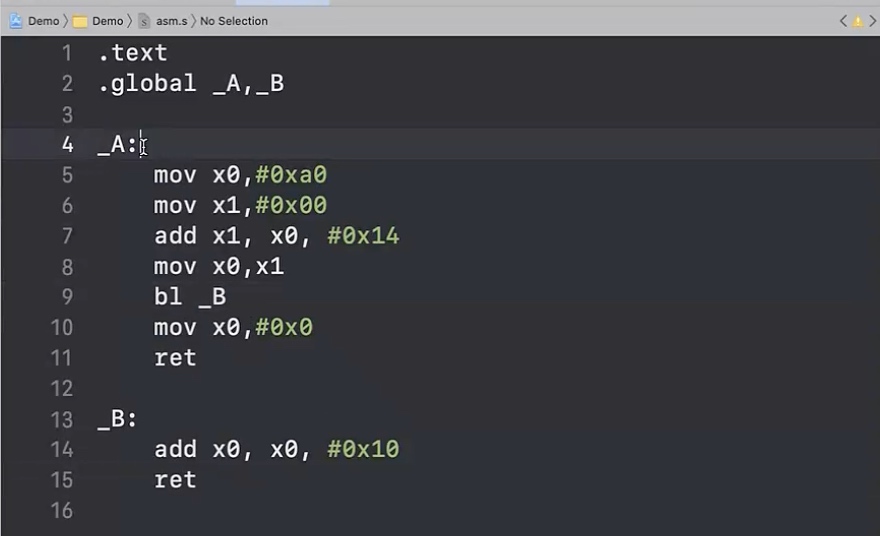 Demo 〉 Demo 〉 asm.s 〉 No Selection
1 .text
2 .global _A,_B
3
4 _A:
5 mov x0,#0xa0
6 mov x1,#0x00
7 add x1, x0, #0x14
8 mov x0,x1
9 bl _B
10 mov x0,#0x0
11 ret
12
13 _B:
14 add x0, x0, #0x10
15 ret
16